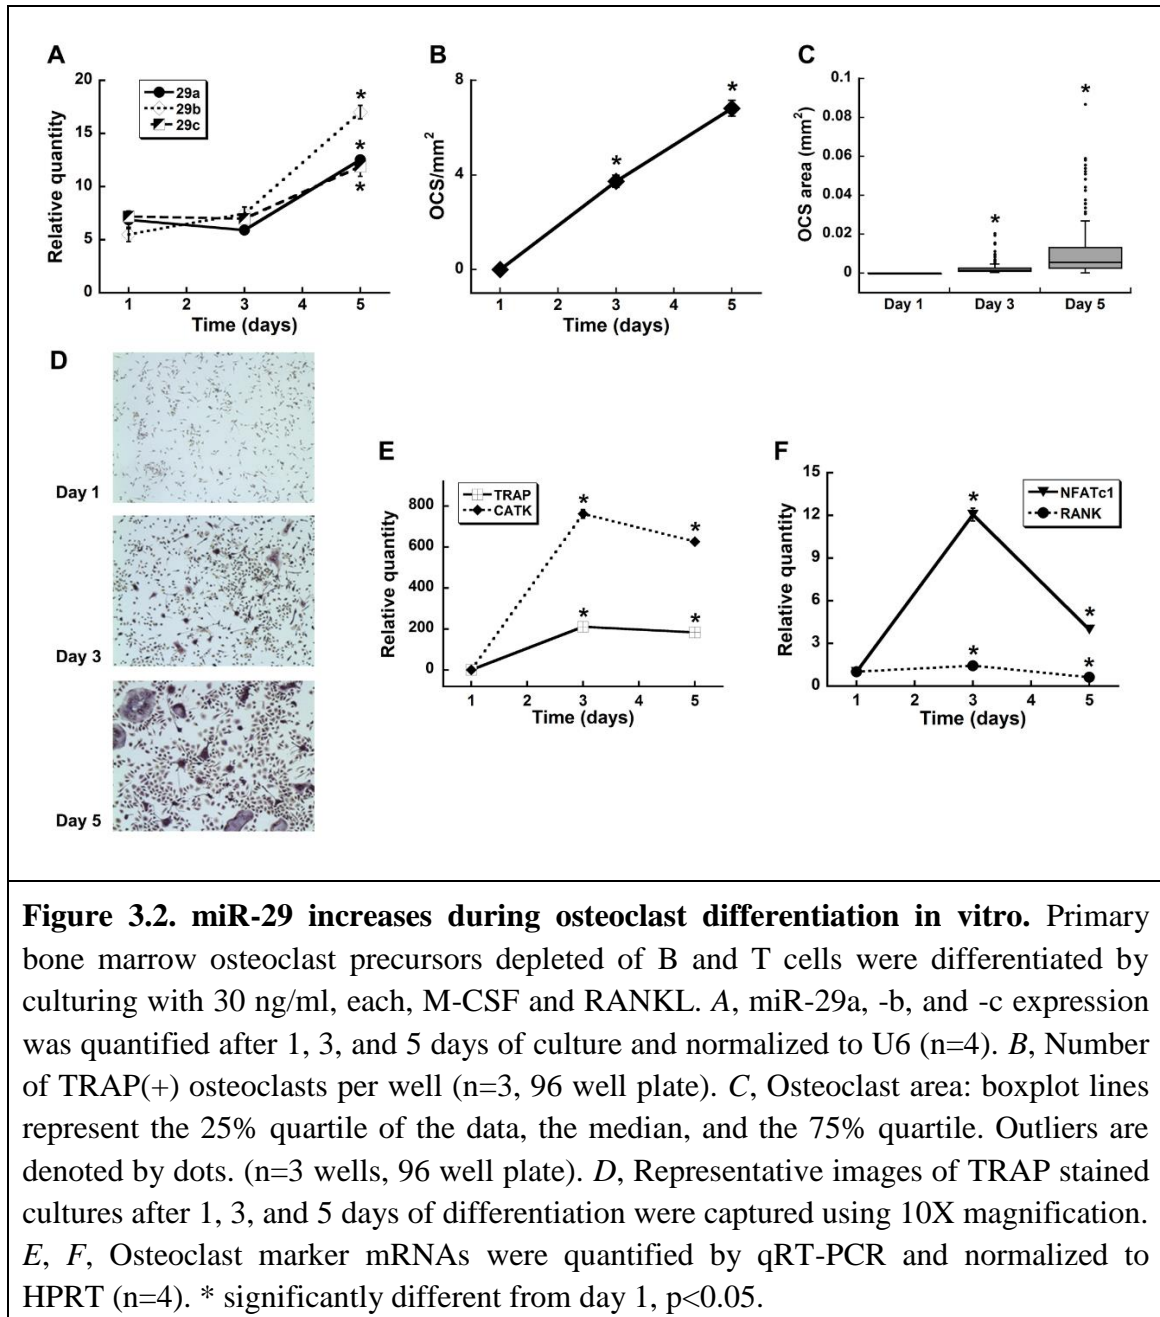 A
20
15
10
5
0
Relative quantity
29a
29b
29c
*
*
*
1 2 3 4 5
Time (days)
B
8
4
0
OCS/mm2
*
*
1 2 3 4 5
Time (days)
C
0.1
0.08
0.06
0.04
0.02
0
OCS area (mm2)
*
*
Day 1 Day 3 Day 5
D
Day 1
Day 3
Day 5
E
800
600
400
200
0
Relative quantity
TRAP
CATK
*
*
*
*
1 2 3 4 5
Time (days)
F
15
12
9
6
3
0
Relative quantity
NFATc1
RANK
*
*
*
*
1 2 3 4 5
Time (days)
Figure 3.2. miR-29 increases during osteoclast differentiation in vitro. Primary
bone marrow osteoclast precursors depleted of B and T cells were differentiated by
culturing with 30 ng/ml, each, M-CSF and RANKL. A, miR-29a, -b, and -c expression
was quantified after 1, 3, and 5 days of culture and normalized to U6 (n=4). B, Number
of TRAP(+) osteoclasts per well (n=3, 96 well plate). C, Osteoclast area: boxplot lines
represent the 25% quartile of the data, the median, and the 75% quartile. Outliers are
denoted by dots. (n=3 wells, 96 well plate). D, Representative images of TRAP stained
cultures after 1, 3, and 5 days of differentiation were captured using 10X magnification.
E, F, Osteoclast marker mRNAs were quantified by qRT-PCR and normalized to
HPRT (n=4). * significantly different from day 1, p<0.05.